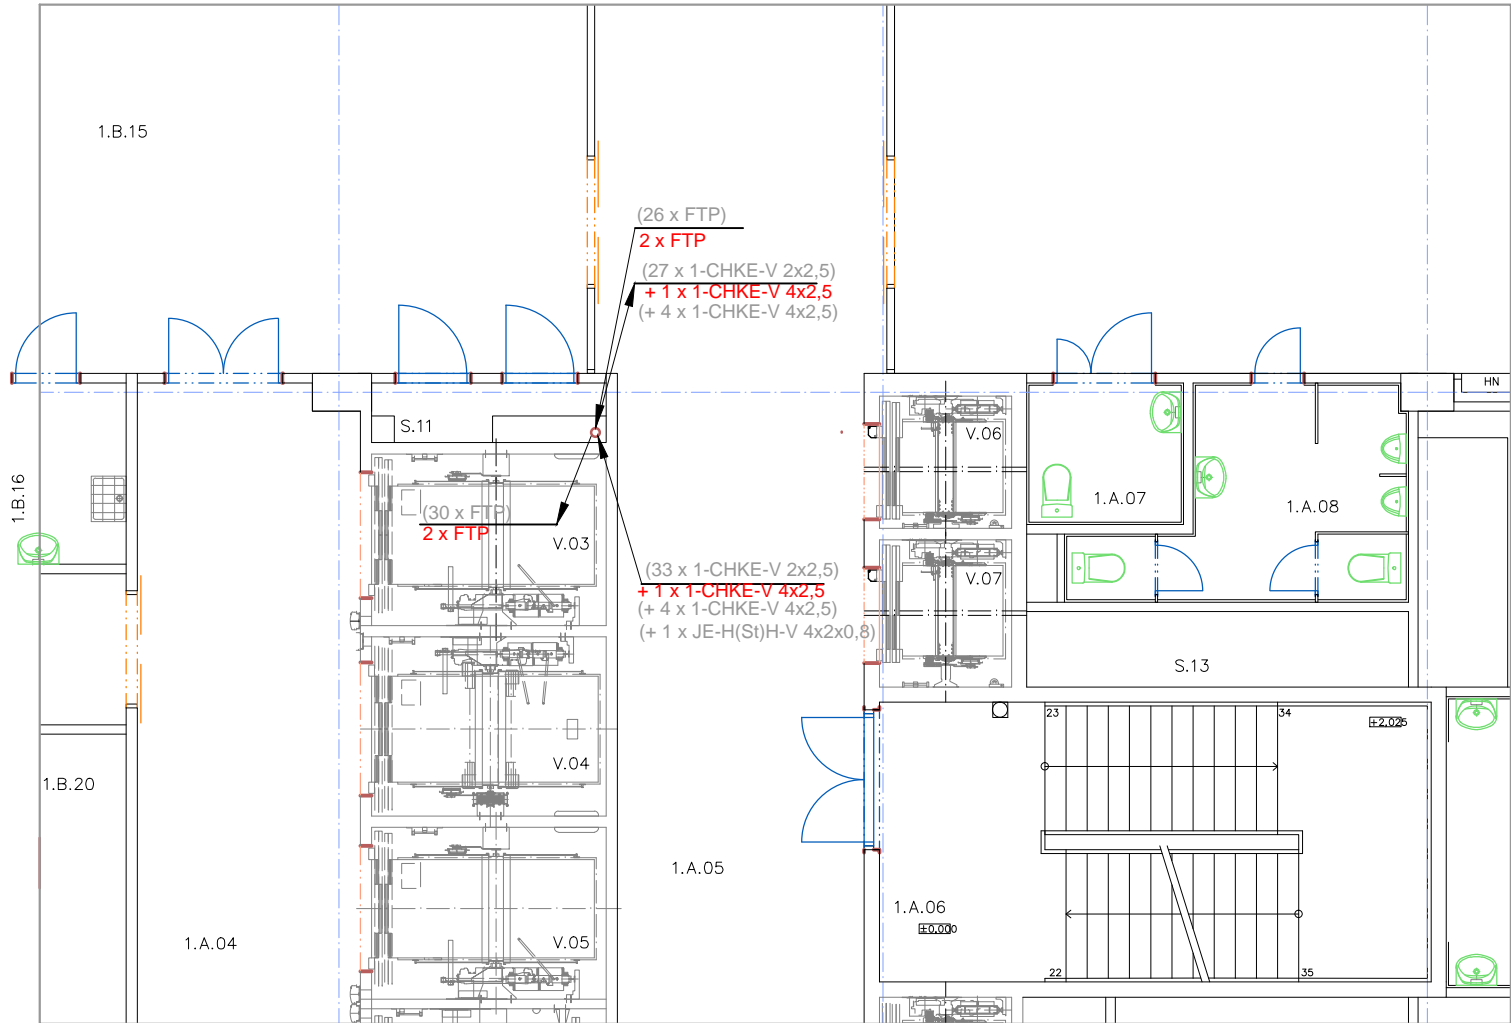 1.B.15
(26 x FTP)
2 x FTP
(27 x 1-CHKE-V 2x2,5)
+ 1 x 1-CHKE-V 4x2,5
(+ 4 x 1-CHKE-V 4x2,5)
HN
S.11
V.06
1.B.16
1.A.07
1.A.08
(30 x FTP)
2 x FTP
V.03
(33 x 1-CHKE-V 2x2,5)
+ 1 x 1-CHKE-V 4x2,5
(+ 4 x 1-CHKE-V 4x2,5)
(+ 1 x JE-H(St)H-V 4x2x0,8)
V.07
S.13
23
34
+2,025
V.04
1.B.20
1.A.05
1.A.06
±0,000
1.A.04
V.05
22
35